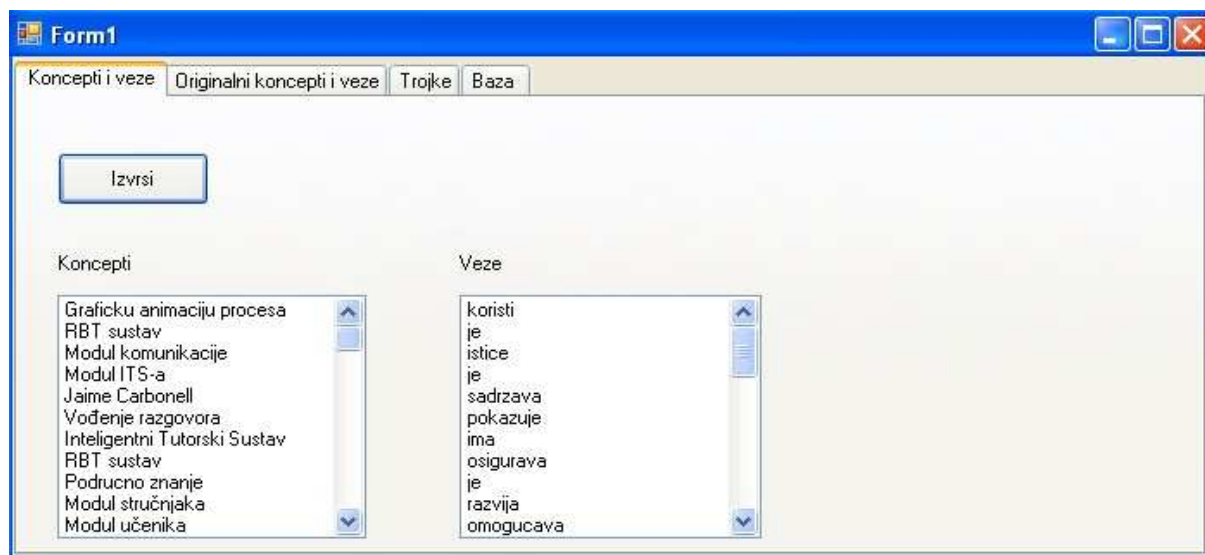 Form1
Koncepti i veze Originalni koncepti i veze Trojke Baza
Izvrsi
Koncepti
Veze
Graficku animaciju procesa
RBT sustav
Modul komunikacije
Modul ITS-a
Jaime Carbonell
Vođenje razgovora
Inteligentni Tutorski Sustav
RBT sustav
Podrucno znanje
Modul stručnjaka
Modul učenika
koristi
je
istice
je
sadrzava
pokazuje
ima
osigurava
je
razvija
omogucava